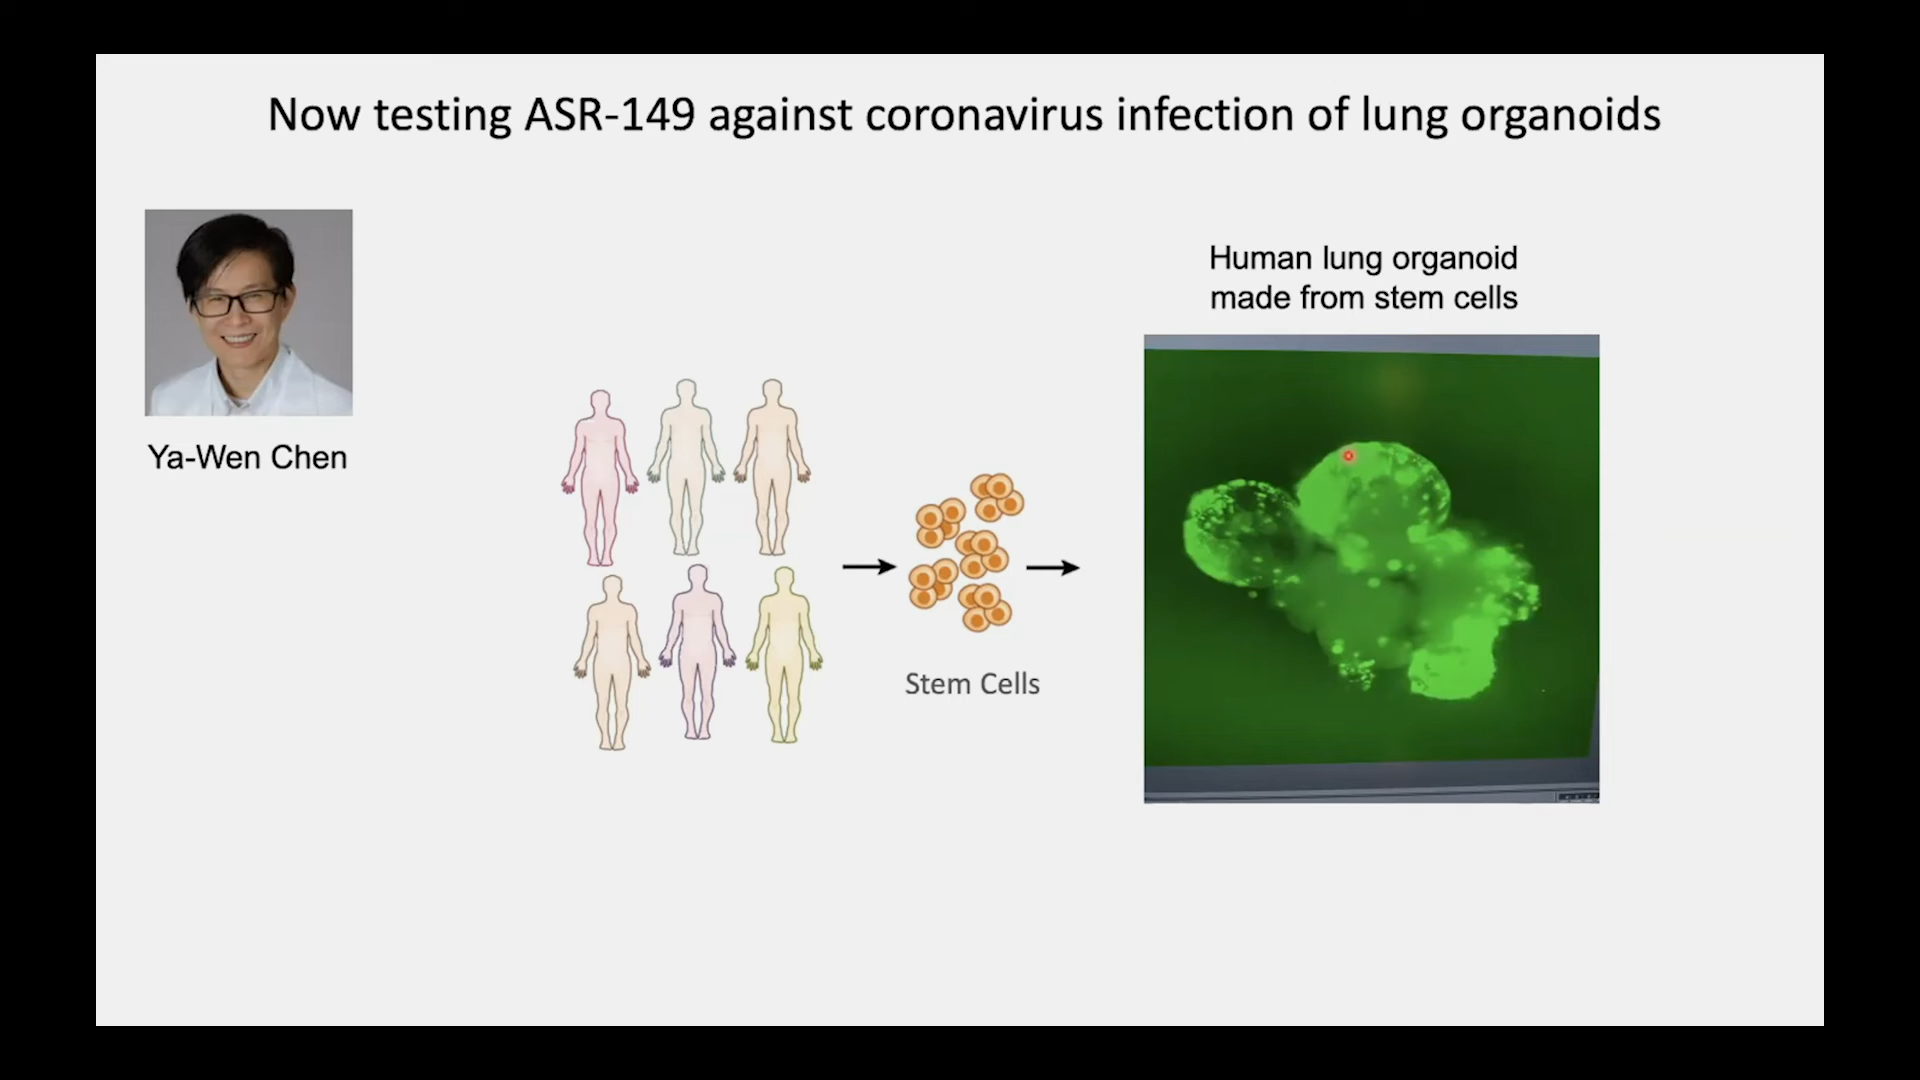 Now testing ASR-149 against coronavirus infection of lung organoids
Ya-Wen Chen
Stem Cells
Human lung organoid
made from stem cells